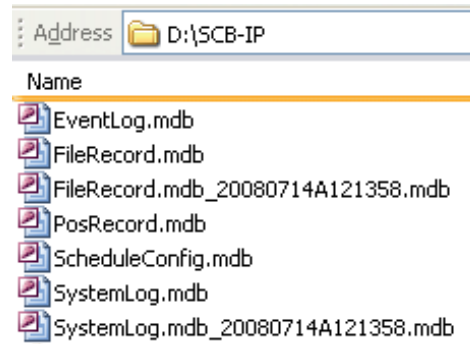 Address D:\SCB-IP
Name
EventLog.mdb
FileRecord.mdb
FileRecord.mdb_20080714A121358.mdb
PosRecord.mdb
ScheduleConfig.mdb
SystemLog.mdb
SystemLog.mdb_20080714A121358.mdb